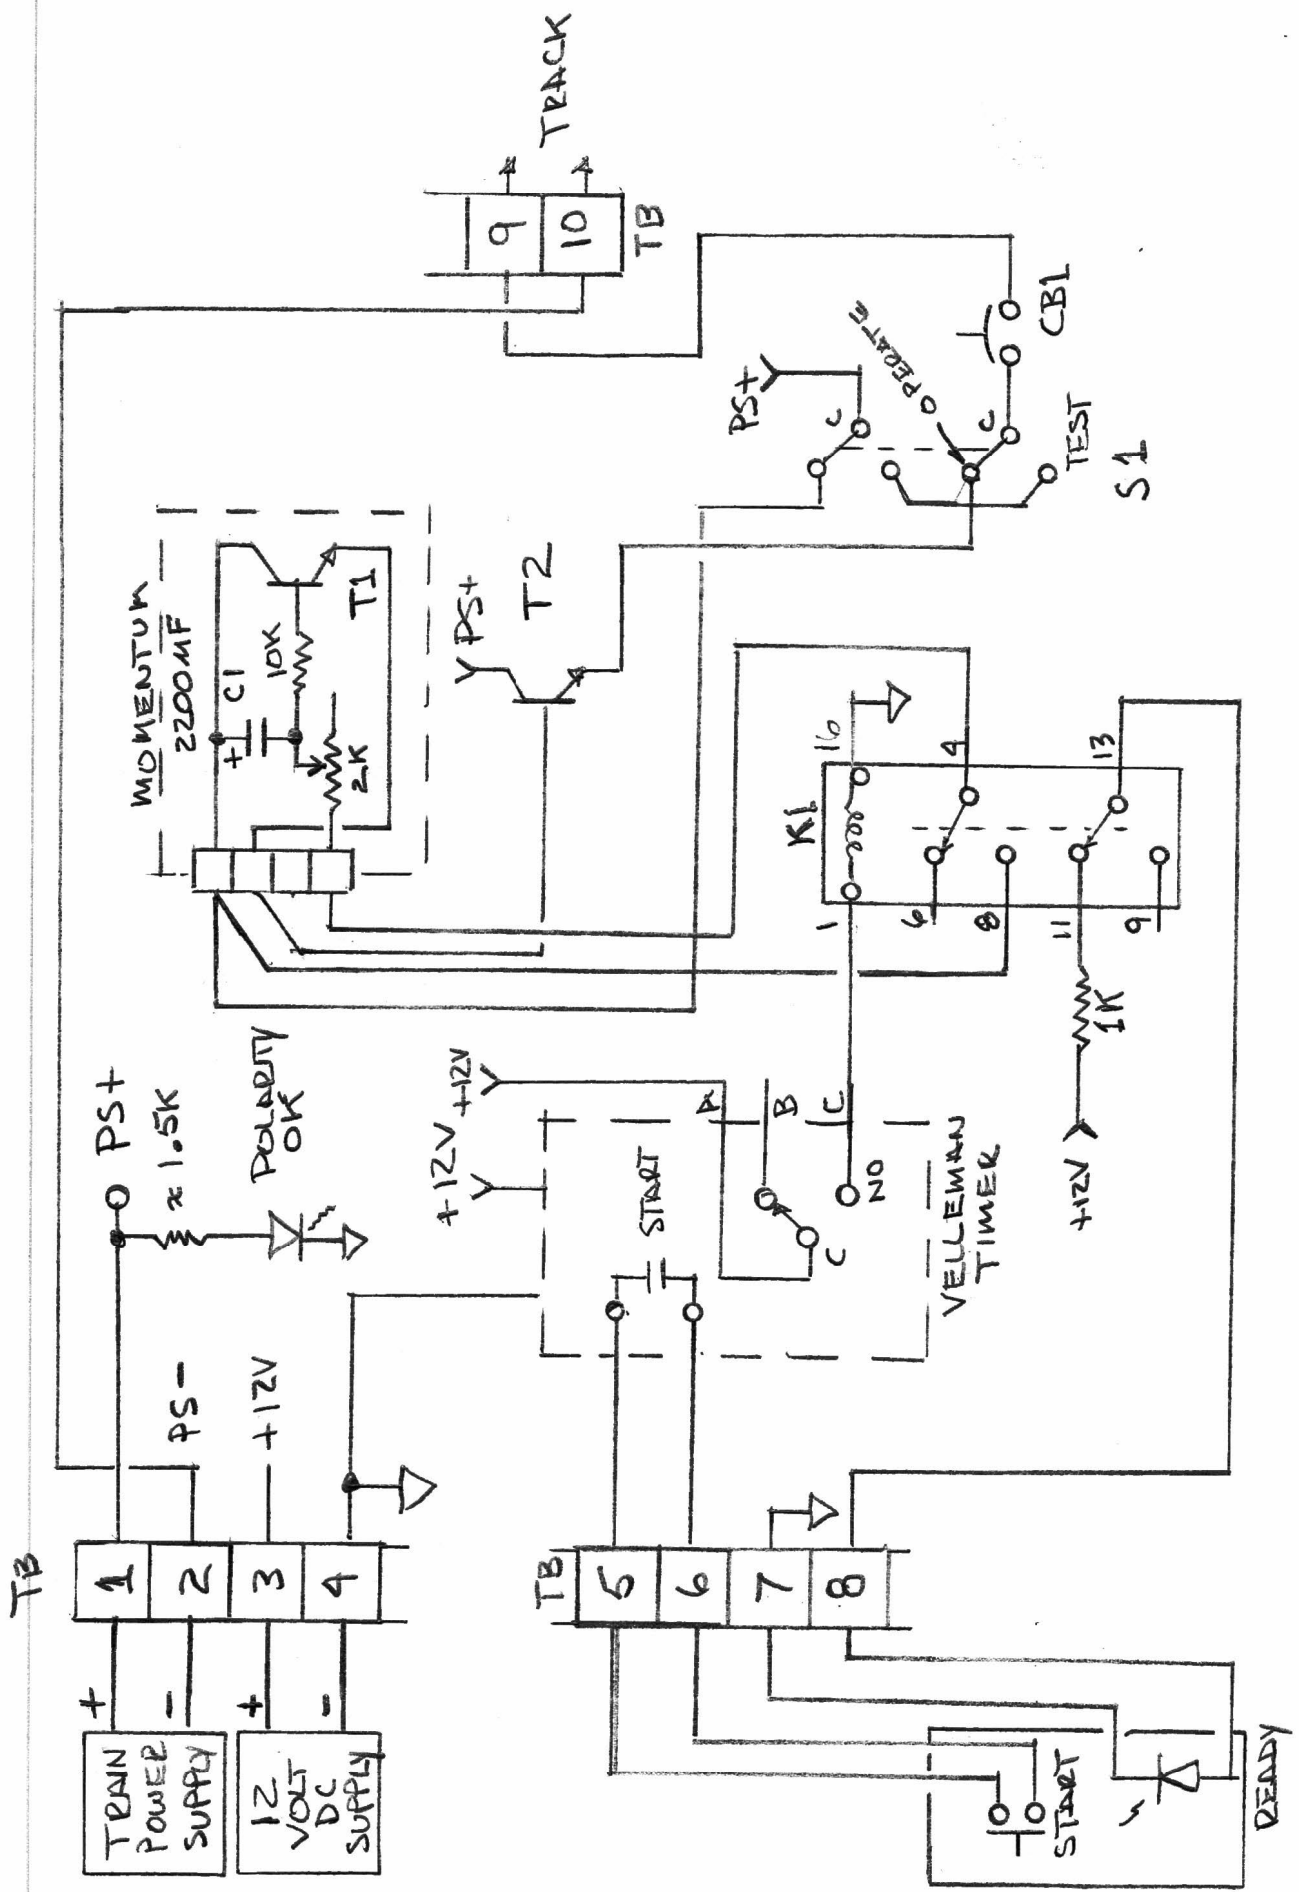 TB
TRAIN
POWER
SUPPLY
+
-
1
2
3
4
12
VOLT
DC
SUPPLY
+
-
PS+
PS-
+12V
≈1.5K
POLARITY
OK
MOMENTUM
2200MF
+
C1
10K
2K
T1
PS+
T2
9
10
TB
TRACK
PS+
C
OPERATE
C
TEST
S1
CB1
+12V
+12V
START
A
B
C
C
NO
VELLEMAN
TIMER
K1
1
16
6
4
8
11
13
9
1K
+12V
TB
5
6
7
8
START
READY